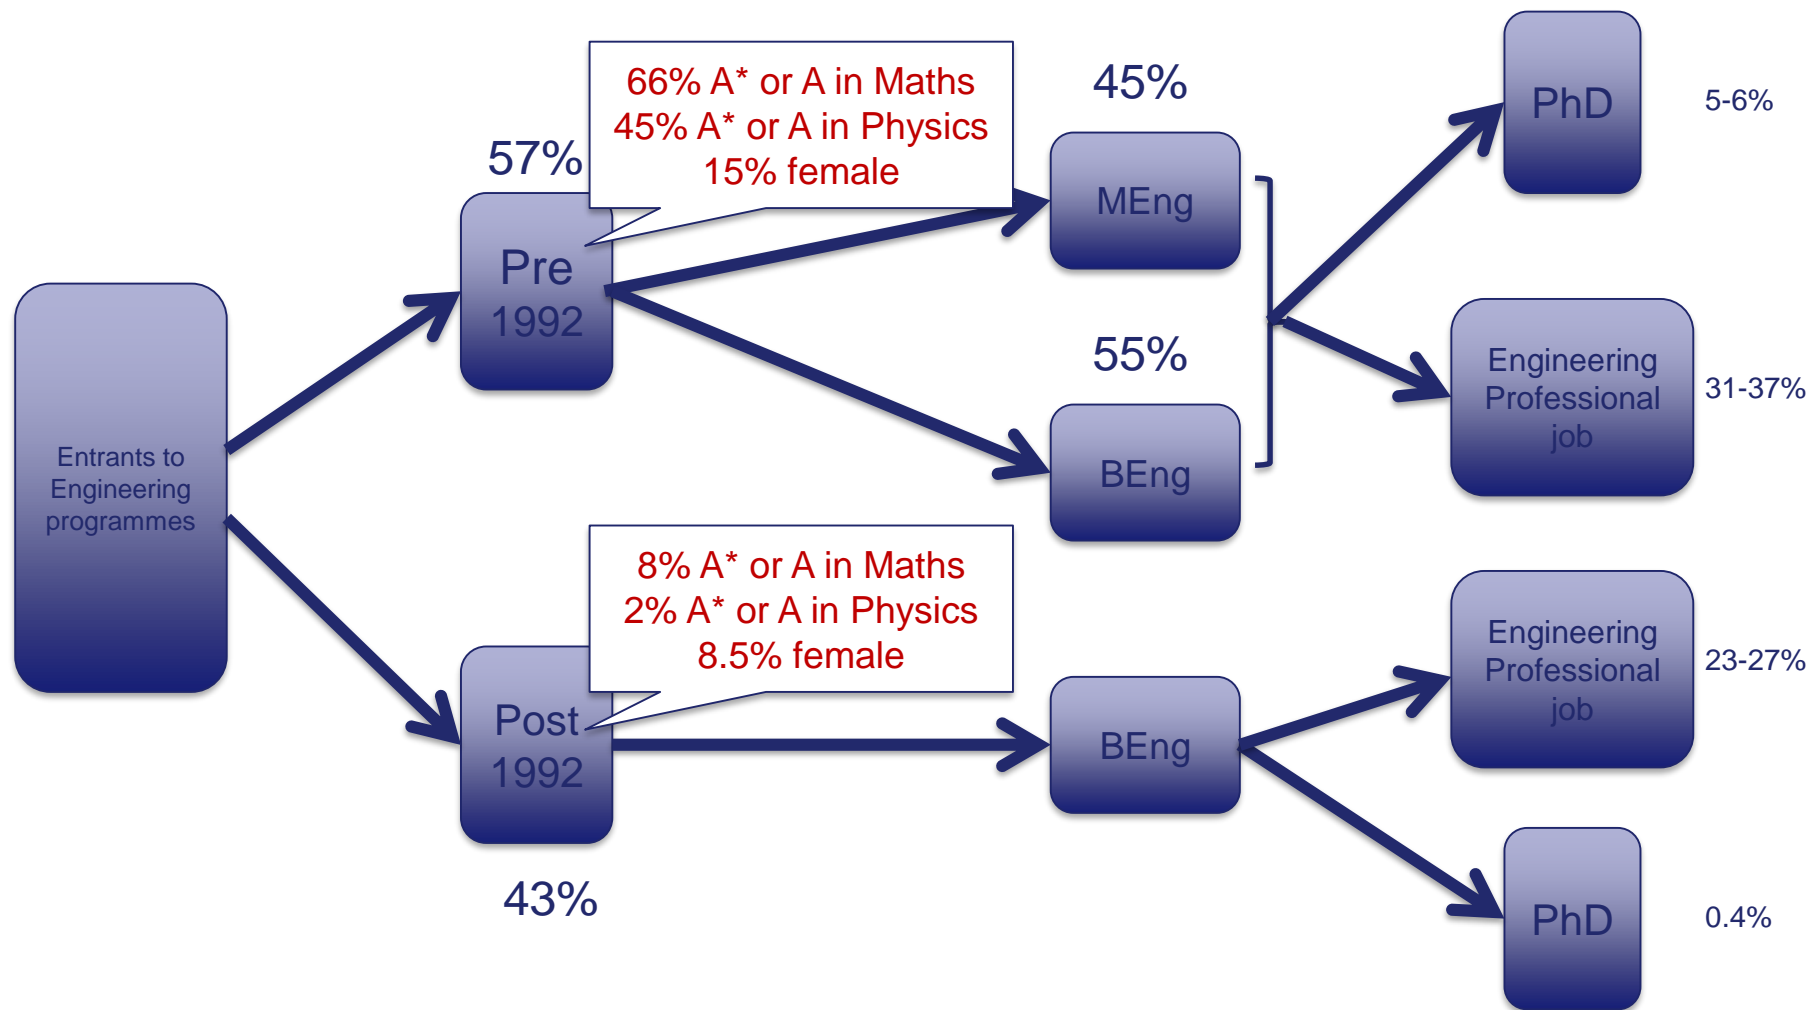 Entrants to
Engineering
programmes
57%
Pre
1992
66% A* or A in Maths
45% A* or A in Physics
15% female
45%
MEng
55%
BEng
PhD
5-6%
Engineering
Professional
job
31-37%
Post
1992
43%
8% A* or A in Maths
2% A* or A in Physics
8.5% female
BEng
Engineering
Professional
job
23-27%
PhD
0.4%